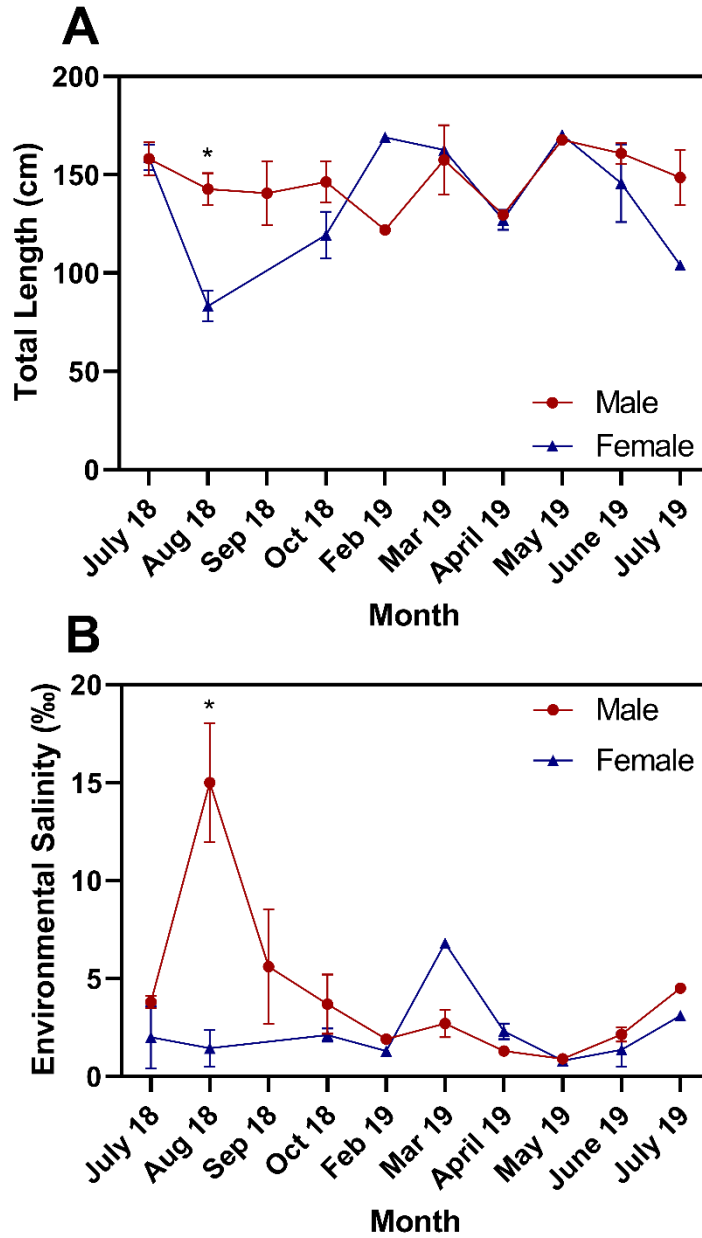 A
Total Length (cm)
200
150
100
50
0
*
Male
Female
July 18
Aug 18
Sep 18
Oct 18
Feb 19
Mar 19
April 19
May 19
June 19
July 19
Month
B
Environmental Salinity (‰)
20
15
10
5
0
*
Male
Female
July 18
Aug 18
Sep 18
Oct 18
Feb 19
Mar 19
April 19
May 19
June 19
July 19
Month